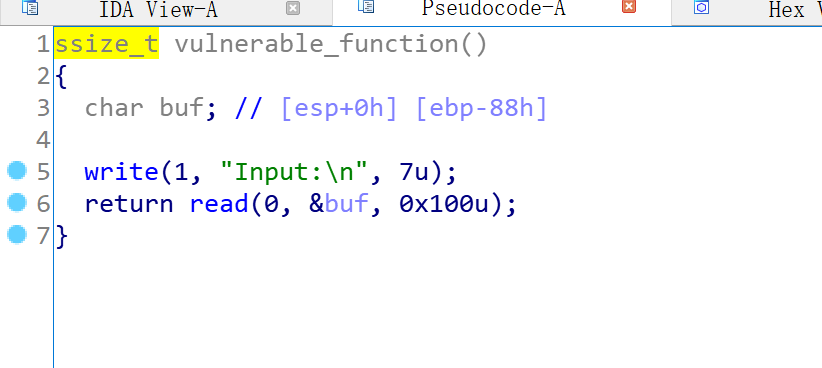 IDA View-A Pseudocode-A Hex V
1 ssize_t vulnerable_function()
2 {
3 char buf; // [esp+0h] [ebp-88h]
4
5 write(1, "Input:\n", 7u);
6 return read(0, &buf, 0x100u);
7 }